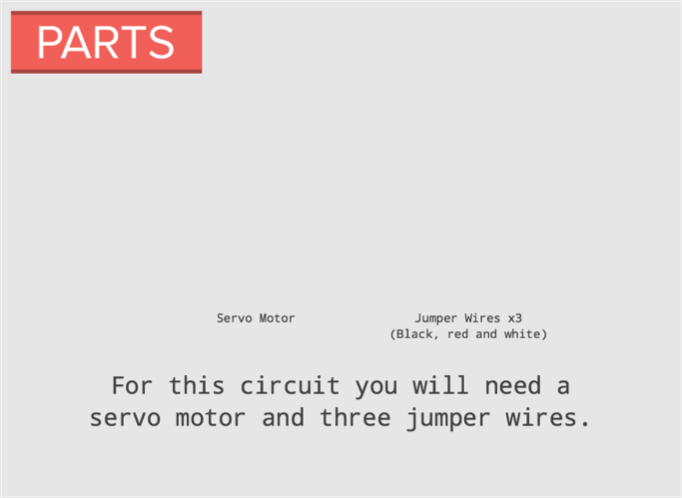 PARTS
Servo Motor
Jumper Wires x3
(Black, red and white)
For this circuit you will need a
servo motor and three jumper wires.